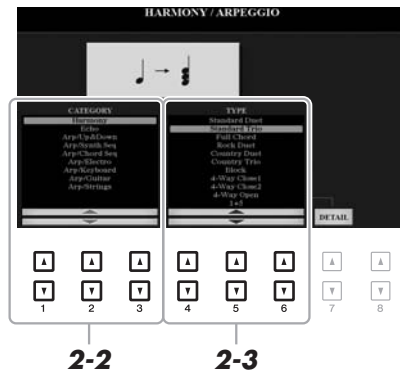 HARMONY / ARPEGGIO
CATEGORY
Harmony
Echo
Arp/Up&Down
Arp/Synth Seq
Arp/Chord Seq
Arp/Electro
Arp/Keyboard
Arp/Guitar
Arp/Strings
TYPE
Standard Duet
Standard Trio
Full Chord
Rock Duet
Country Duet
Country Trio
Block
4-Way Close1
4-Way Close2
4-Way Open
1+5
DETAIL
1 2 3 4 5 6 7 8
2-2 2-3